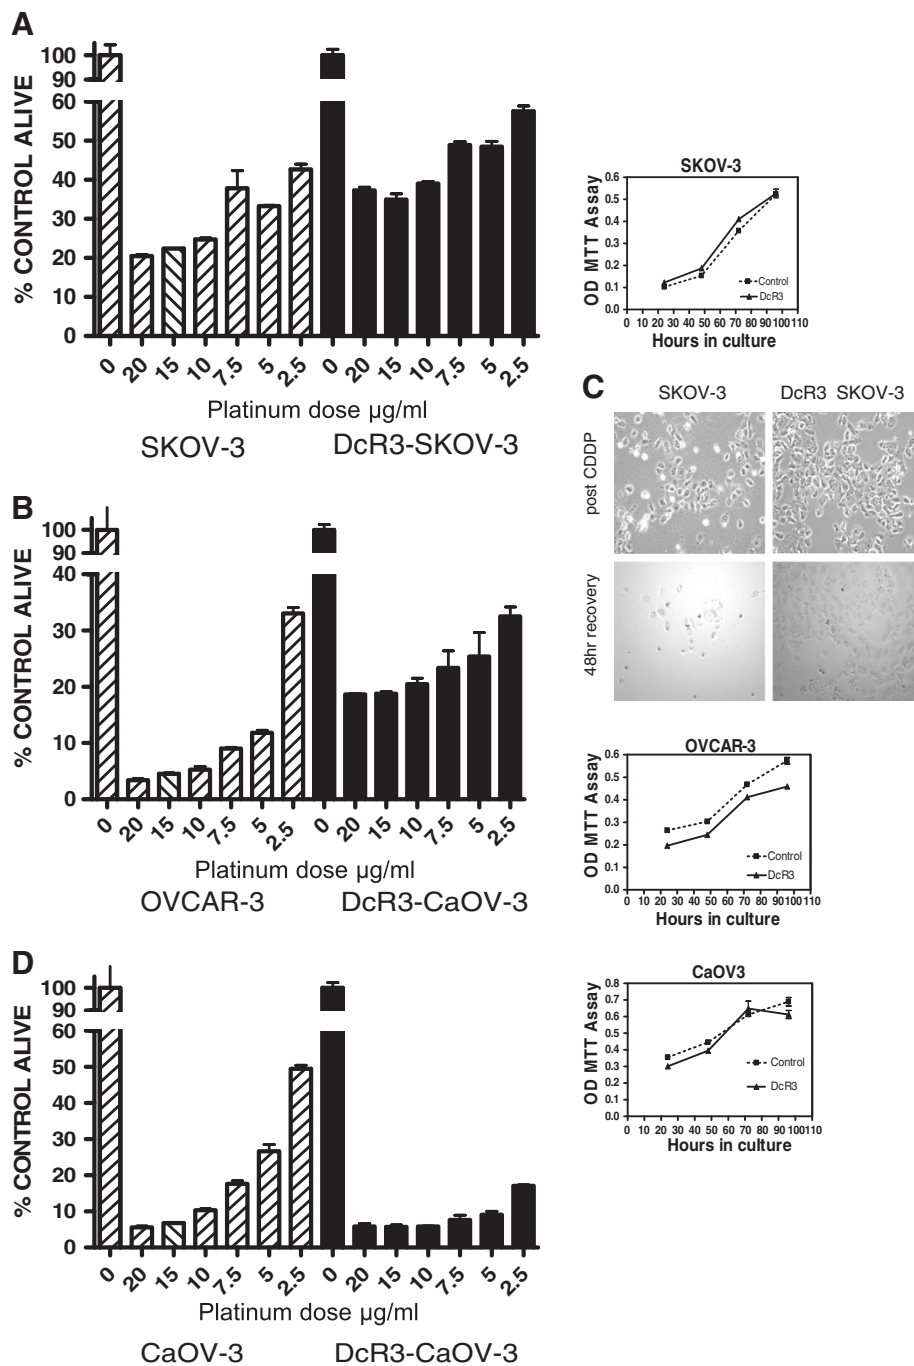 A
% CONTROL ALIVE
100
90
60
50
40
30
20
10
0
0 20 15 10 7.5 5 2.5 0 20 15 10 7.5 5 2.5
Platinum dose µg/ml
SKOV-3 DcR3-SKOV-3
SKOV-3
OD MTT Assay
0.6
0.5
0.4
0.3
0.2
0.1
0.0
Control
DcR3
0 10 20 30 40 50 60 70 80 90 100 110
Hours in culture
C
SKOV-3 DcR3 SKOV-3
post CDDP
48hr recovery
B
% CONTROL ALIVE
100
90
40
30
20
10
0
0 20 15 10 7.5 5 2.5 0 20 15 10 7.5 5 2.5
Platinum dose µg/ml
OVCAR-3 DcR3-CaOV-3
OVCAR-3
OD MTT Assay
0.6
0.5
0.4
0.3
0.2
0.1
0.0
Control
DcR3
0 10 20 30 40 50 60 70 80 90 100 110
Hours in culture
D
% CONTROL ALIVE
100
90
60
50
40
30
20
10
0
0 20 15 10 7.5 5 2.5 0 20 15 10 7.5 5 2.5
Platinum dose µg/ml
CaOV-3 DcR3-CaOV-3
CaOV3
OD MTT Assay
0.8
0.7
0.6
0.5
0.4
0.3
0.2
0.1
0.0
Control
DcR3
0 10 20 30 40 50 60 70 80 90 100 110
Hours in culture